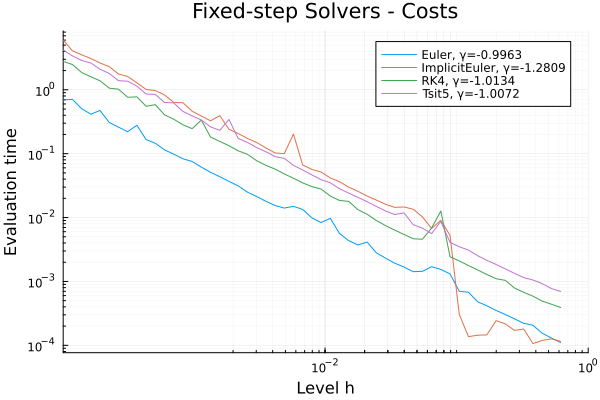 Fixed-step Solvers - Costs
Euler, γ=-0.9963
ImplicitEuler, γ=-1.2809
RK4, γ=-1.0134
Tsit5, γ=-1.0072
Evaluation time
10⁰
10⁻¹
10⁻²
10⁻³
10⁻⁴
10⁻²
10⁰
Level h